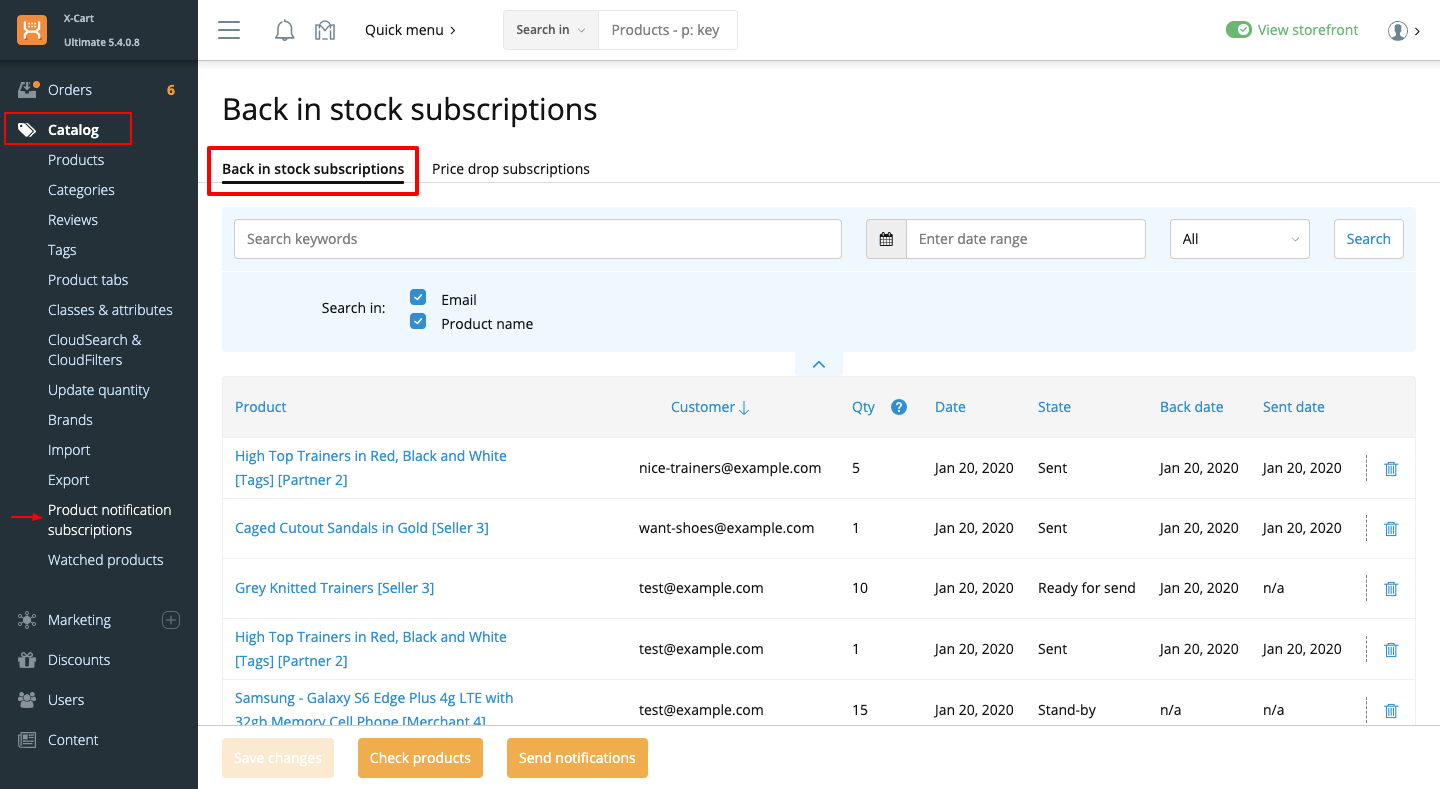 X-Cart
Ultimate 5.4.0.8
Quick menu
Search in
Products - p: key
View storefront
Orders
6
Catalog
Products
Categories
Reviews
Tags
Product tabs
Classes & attributes
CloudSearch &
CloudFilters
Update quantity
Brands
Import
Export
Product notification
subscriptions
Watched products
Marketing
Discounts
Users
Content
Back in stock subscriptions
Back in stock subscriptions
Price drop subscriptions
Search keywords
Enter date range
All
Search
Search in:
Email
Product name
Product
Customer
Qty
?
Date
State
Back date
Sent date
High Top Trainers in Red, Black and White
[Tags] [Partner 2]
nice-trainers@example.com
5
Jan 20, 2020
Sent
Jan 20, 2020
Jan 20, 2020
Caged Cutout Sandals in Gold [Seller 3]
want-shoes@example.com
1
Jan 20, 2020
Sent
Jan 20, 2020
Jan 20, 2020
Grey Knitted Trainers [Seller 3]
test@example.com
10
Jan 20, 2020
Ready for send
Jan 20, 2020
n/a
High Top Trainers in Red, Black and White
[Tags] [Partner 2]
test@example.com
1
Jan 20, 2020
Sent
Jan 20, 2020
Jan 20, 2020
Samsung - Galaxy S6 Edge Plus 4g LTE with
32gb Memory Cell Phone [Merchant 4]
test@example.com
15
Jan 20, 2020
Stand-by
n/a
n/a
Save changes
Check products
Send notifications